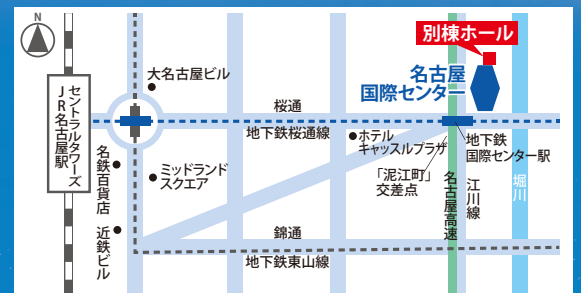 N
別棟ホール
大名古屋ビル
名古屋
国際センター
JR名古屋駅
セントラルタワーズ
桜通
地下鉄桜通線
ホテル
キャッスルプラザ
地下鉄
国際センター駅
名鉄百貨店
ミッドランド
スクエア
「泥江町」
交差点
名古屋高速
江川線
堀川
近鉄ビル
錦通
地下鉄東山線